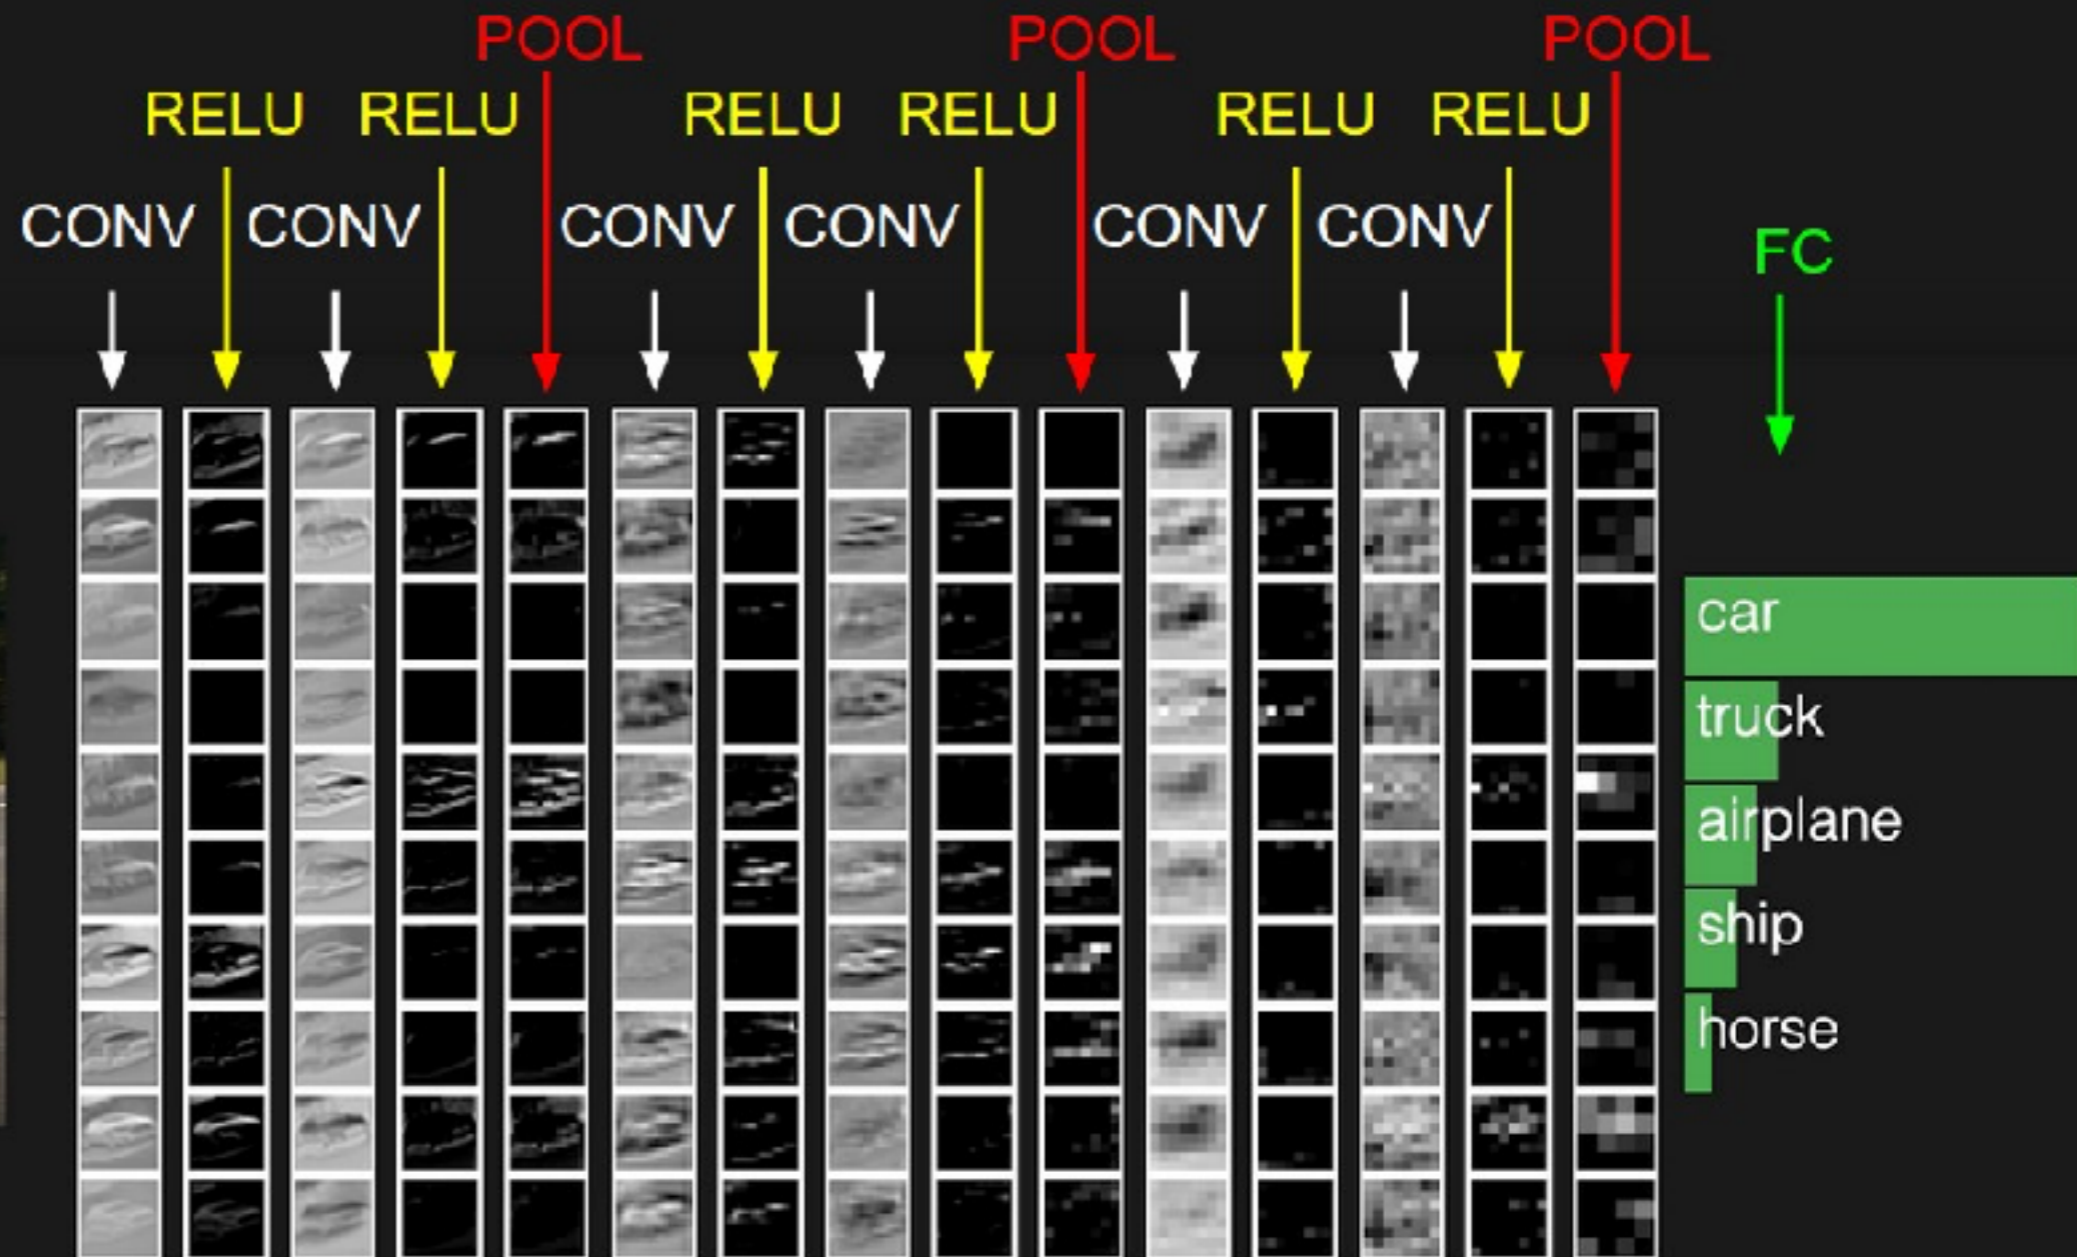 POOL POOL POOL
RELU RELU RELU RELU RELU RELU
CONV CONV CONV CONV CONV CONV
FC
car
truck
airplane
ship
horse